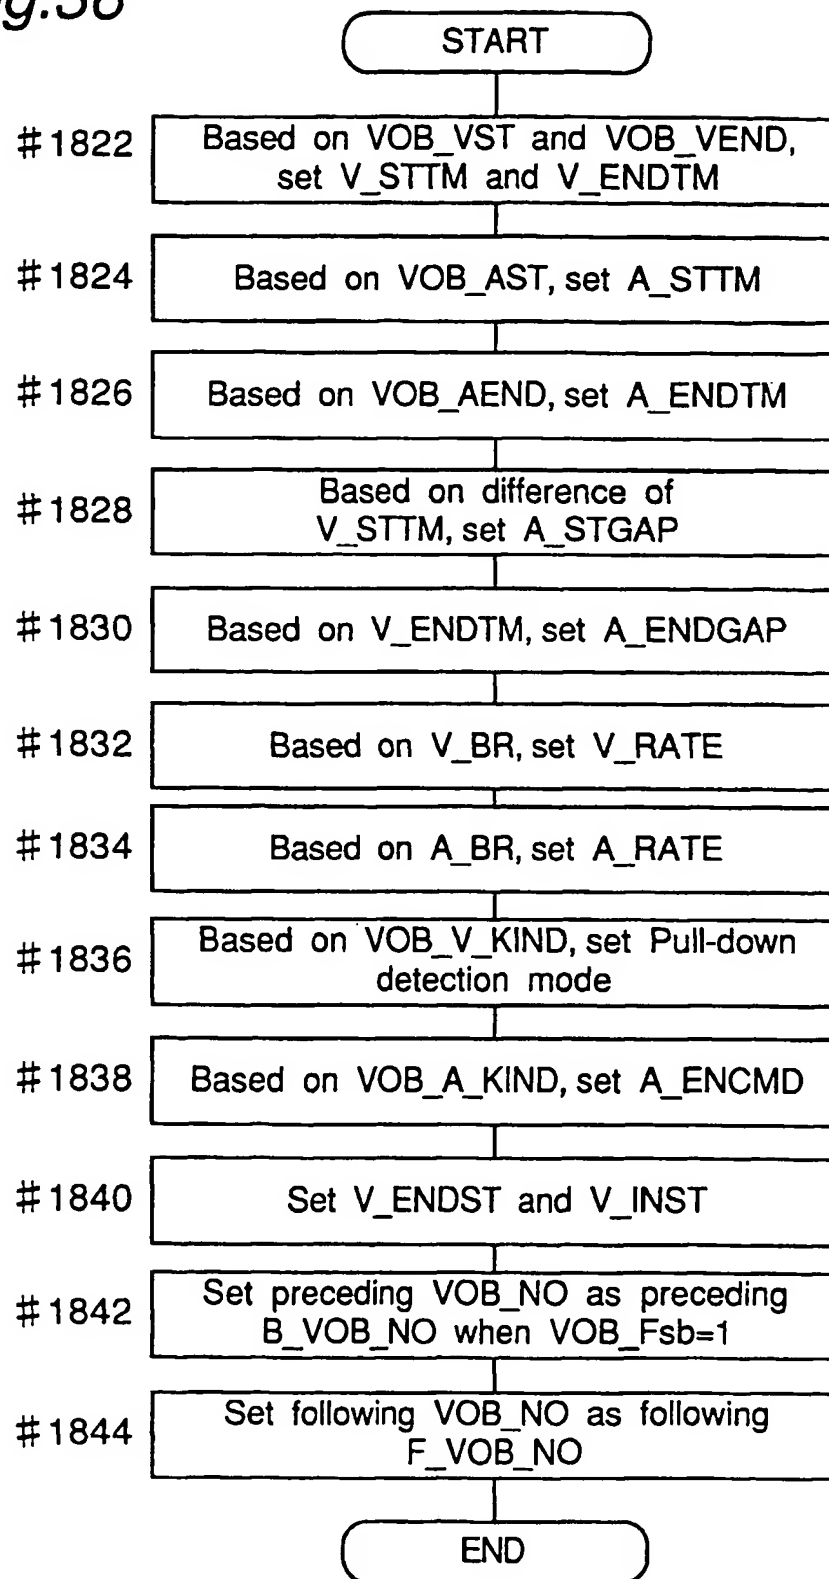 g.58
START
#1822
Based on VOB_VST and VOB_VEND,
set V_STTM and V_ENDTM
#1824
Based on VOB_AST, set A_STTM
#1826
Based on VOB_AEND, set A_ENDTM
#1828
Based on difference of
V_STTM, set A_STGAP
#1830
Based on V_ENDTM, set A_ENDGAP
#1832
Based on V_BR, set V_RATE
#1834
Based on A_BR, set A_RATE
#1836
Based on VOB_V_KIND, set Pull-down
detection mode
#1838
Based on VOB_A_KIND, set A_ENCMD
#1840
Set V_ENDST and V_INST
#1842
Set preceding VOB_NO as preceding
B_VOB_NO when VOB_Fsb=1
#1844
Set following VOB_NO as following
F_VOB_NO
END